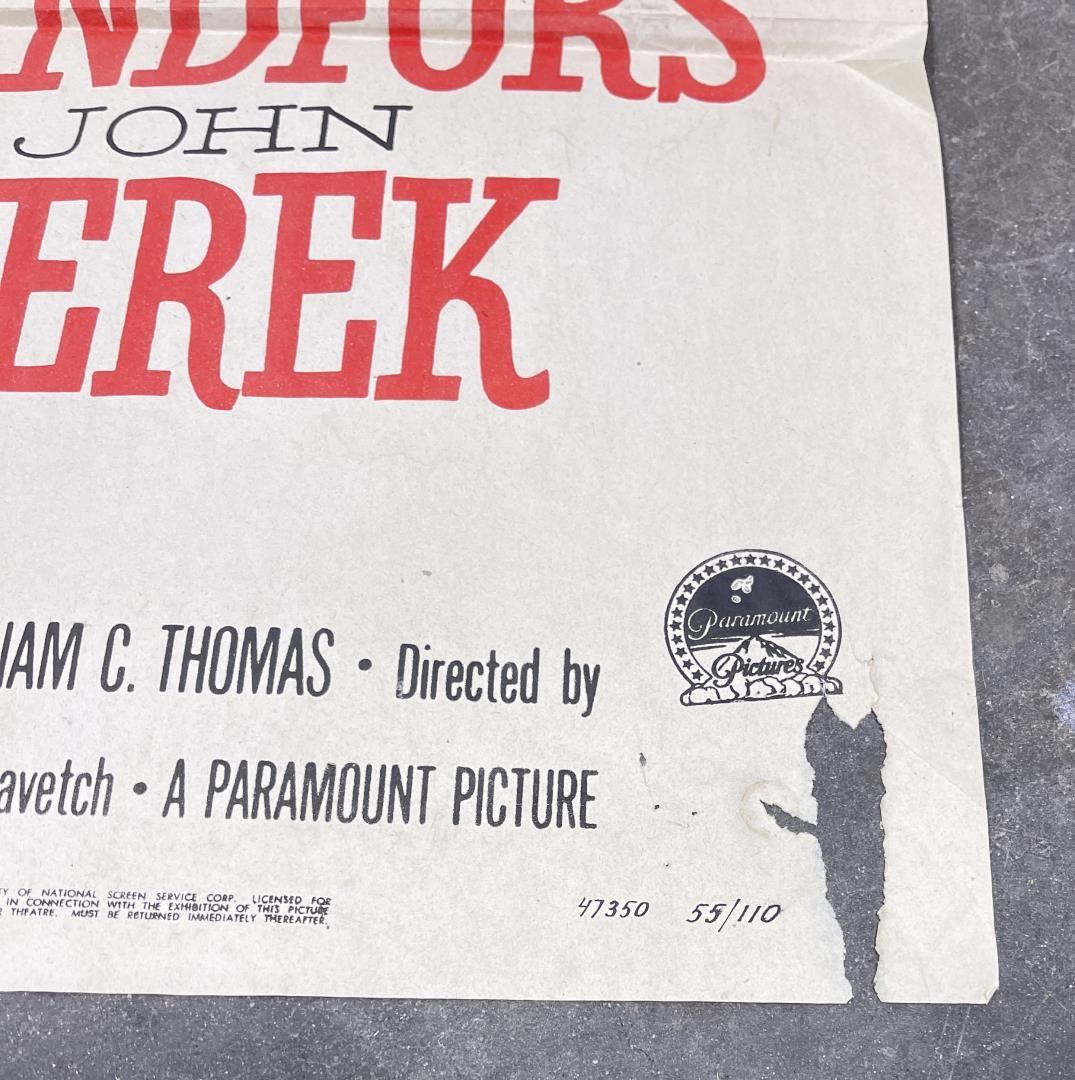 NDFORS
JOHN
EREK
IAM C. THOMAS · Directed by
avetch · A PARAMOUNT PICTURE
Paramount
Pictures
TY OF NATIONAL SCREEN SERVICE CORP. LICENSED FOR
IN CONNECTION WITH THE EXHIBITION OF THIS PICTURE
R THEATRE. MUST BE RETURNED IMMEDIATELY THEREAFTER.
47350 55/110